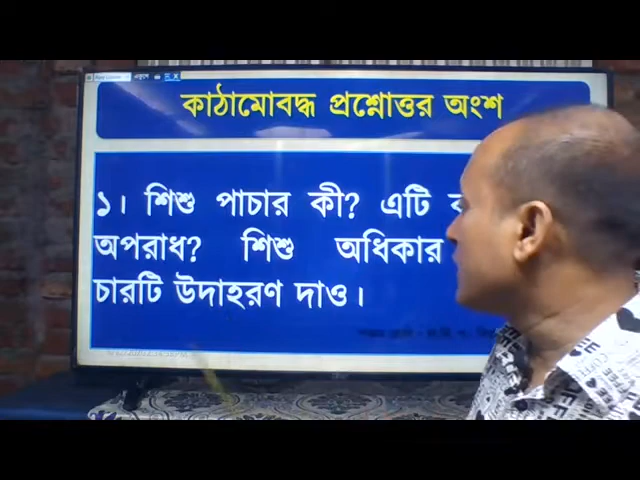 কাঠামোবদ্ধ প্রশ্নোত্তর অংশ
১। শিশু পাচার কী? এটি
অপরাধ? শিশু অধিকার
চারটি উদাহরণ দাও।